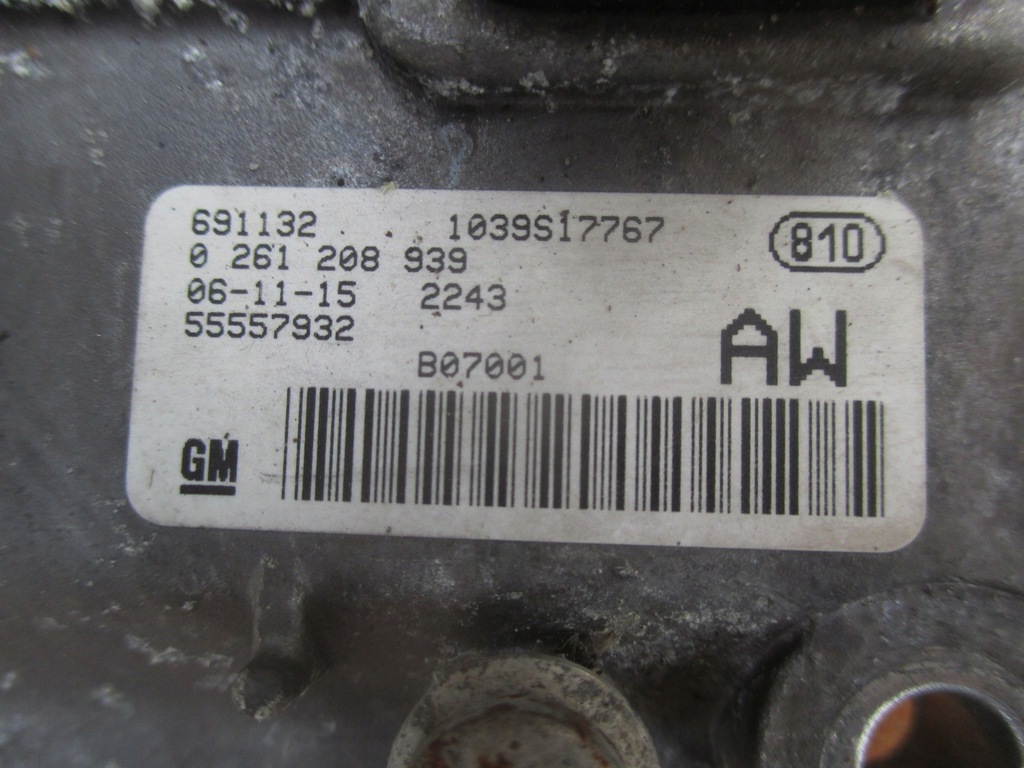 691132 1039S17767 810
0 261 208 939
06-11-15 2243
55557932 AW
B07001
GM